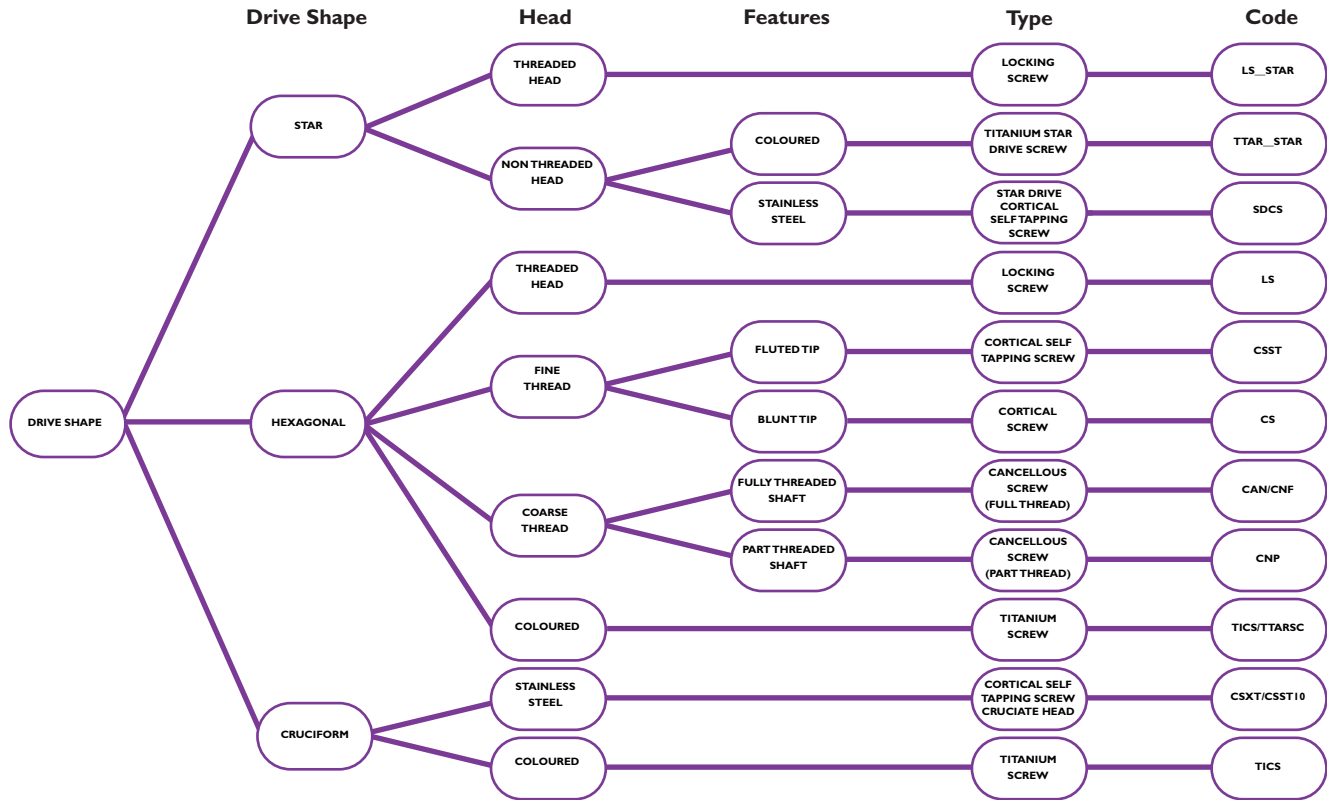 Drive Shape
Head
Features
Type
Code
THREADED
HEAD
LOCKING
SCREW
LS__STAR
STAR
NON THREADED
HEAD
COLOURED
TITANIUM STAR
DRIVE SCREW
TTAR__STAR
STAINLESS
STEEL
STAR DRIVE
CORTICAL
SELF TAPPING
SCREW
SDCS
DRIVE SHAPE
HEXAGONAL
THREADED
HEAD
LOCKING
SCREW
LS
FINE
THREAD
FLUTED TIP
CORTICAL SELF
TAPPING SCREW
CSST
BLUNT TIP
CORTICAL
SCREW
CS
COARSE
THREAD
FULLY THREADED
SHAFT
CANCELLOUS
SCREW
(FULL THREAD)
CAN/CNF
PART THREADED
SHAFT
CANCELLOUS
SCREW
(PART THREAD)
CNP
COLOURED
TITANIUM
SCREW
TICS/TTARSC
CRUCIFORM
STAINLESS
STEEL
CORTICAL SELF
TAPPING SCREW
CRUCIATE HEAD
CSXT/CSST10
COLOURED
TITANIUM
SCREW
TICS